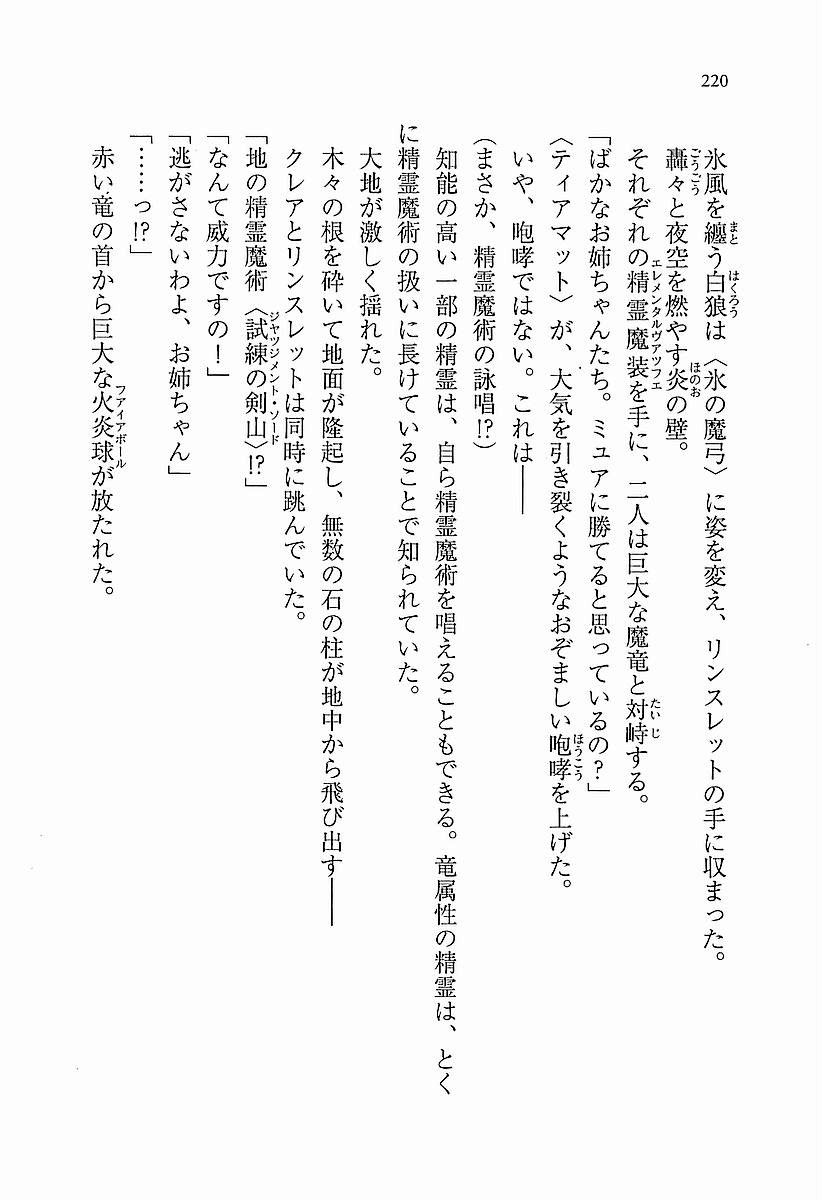 220
氷風を纏う白狼は〈氷の魔弓〉に姿を変え、リンスレットの手に収まった。
轟々と夜空を燃やす炎の壁。
それぞれの精霊魔装を手に、二人は巨大な魔竜と対峙する。
「ばかなお姉ちゃんたち。ミュアに勝てると思っているの？」
〈ティアマット〉が、大気を引き裂くようなおぞましい咆哮を上げた。
いや、咆哮ではない。これは――
（まさか、精霊魔術の詠唱!?）
知能の高い一部の精霊は、自ら精霊魔術を唱えることもできる。竜属性の精霊は、とく
に精霊魔術の扱いに長けていることで知られていた。
大地が激しく揺れた。
木々の根を砕いて地面が隆起し、無数の石の柱が地中から飛び出す――
クレアとリンスレットは同時に跳んでいた。
「地の精霊魔術〈試練の剣山〉!?」
「なんて威力ですの！」
「逃がさないわよ、お姉ちゃん」
「……っ!?」
赤い竜の首から巨大な火炎球が放たれた。